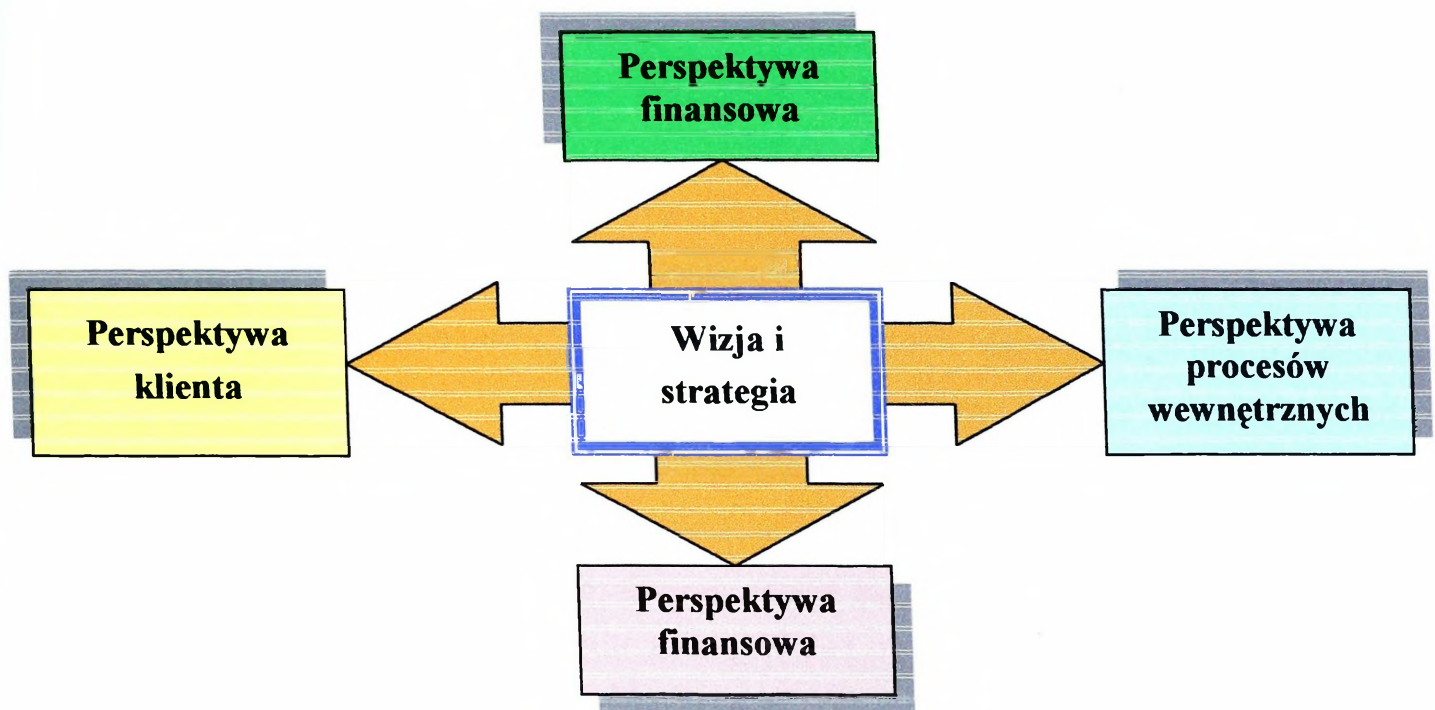 Perspektywa
finansowa
Perspektywa
klienta
Wizja i
strategia
Perspektywa
procesów
wewnętrznych
Perspektywa
finansowa